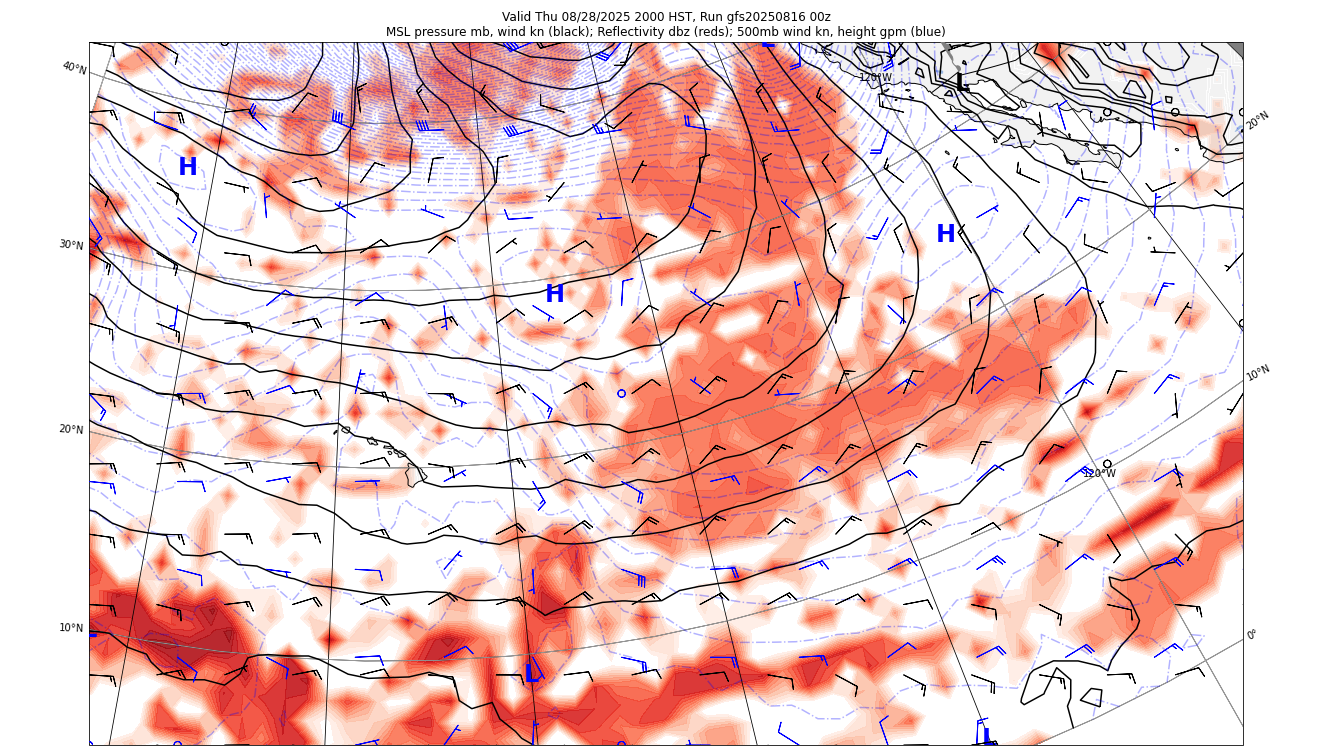 Valid Thu 08/28/2025 2000 HST, Run gfs20250816 00z
MSL pressure mb, wind kn (black); Reflectivity dbz (reds); 500mb wind kn, height gpm (blue)
L
40°N
120°W
L
20°N
H
H
30°N
H
10°N
20°N
120°W
10°N
0°
L
L